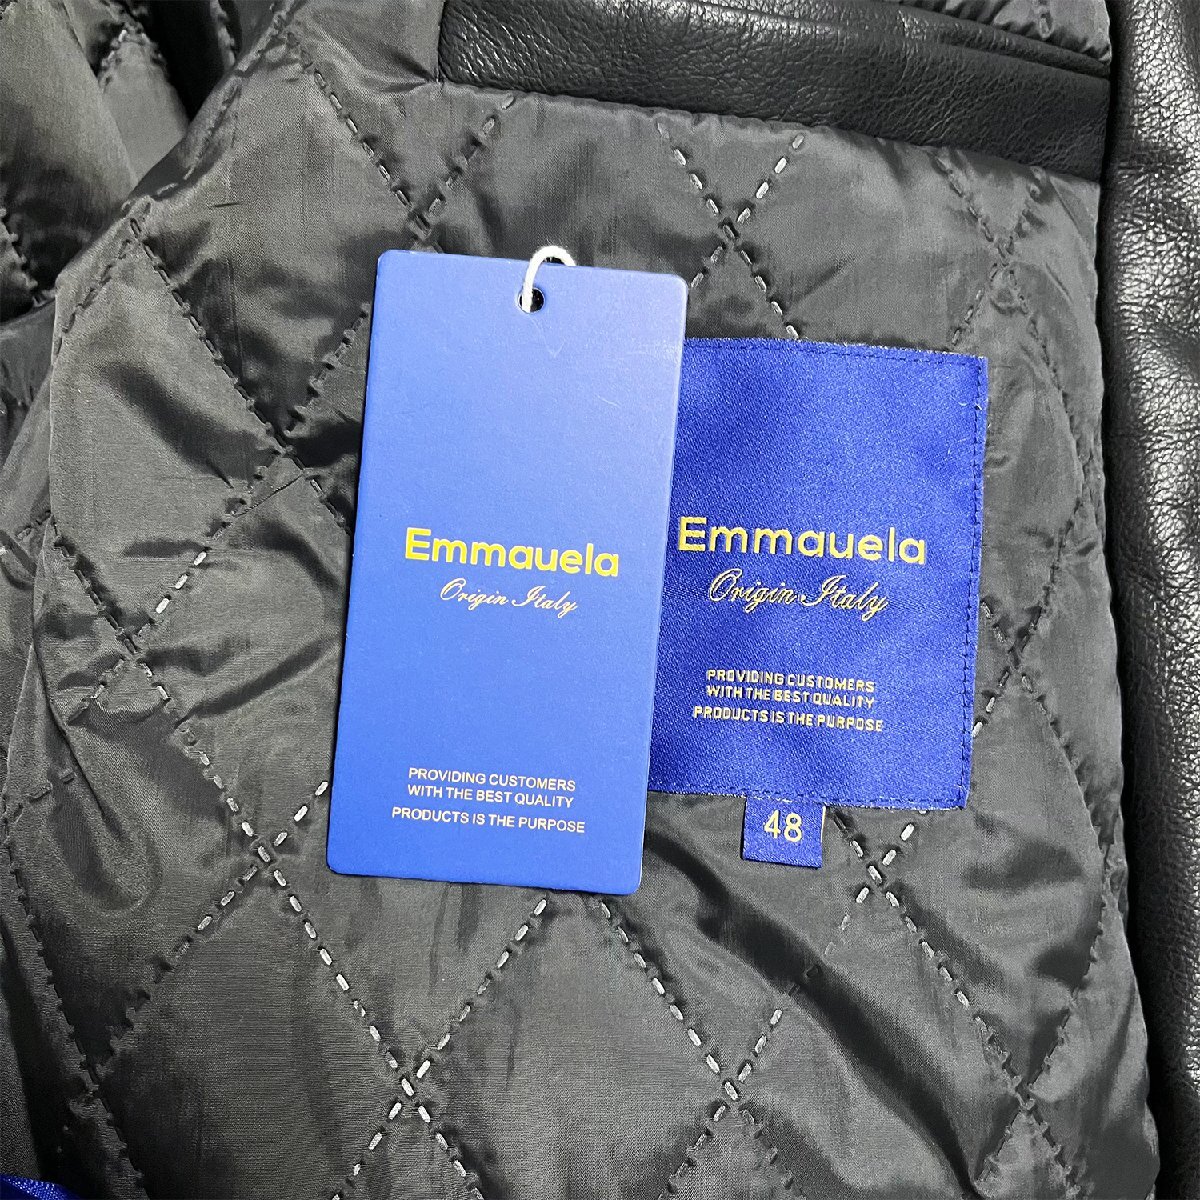 Emmauela
Origin Italy
PROVIDING CUSTOMERS
WITH THE BEST QUALITY
PRODUCTS IS THE PURPOSE
Emmauela
Origin Italy
PROVIDING CUSTOMERS
WITH THE BEST QUALITY
PRODUCTS IS THE PURPOSE
48